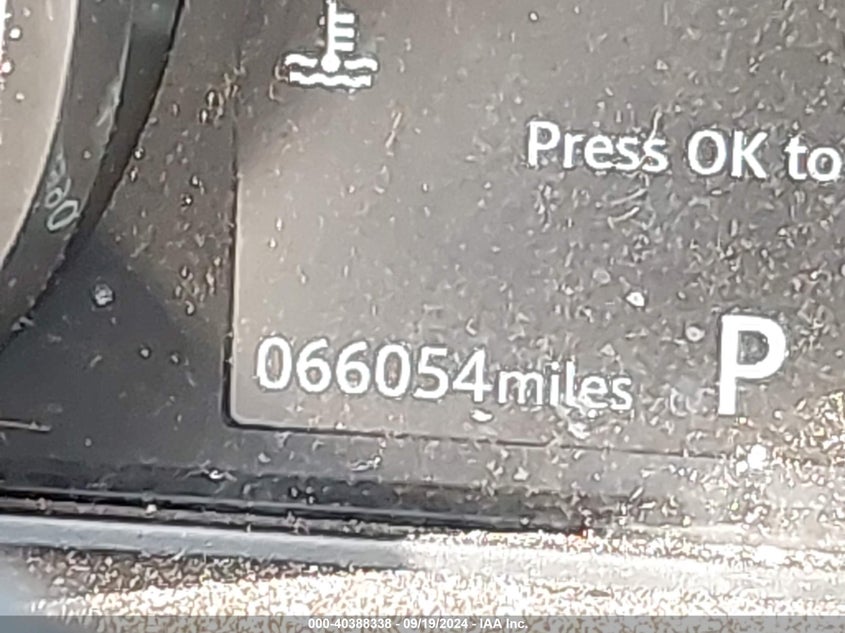 Press OK to
066054miles P
000-40388338 - 09/19/2024 - IAA Inc.